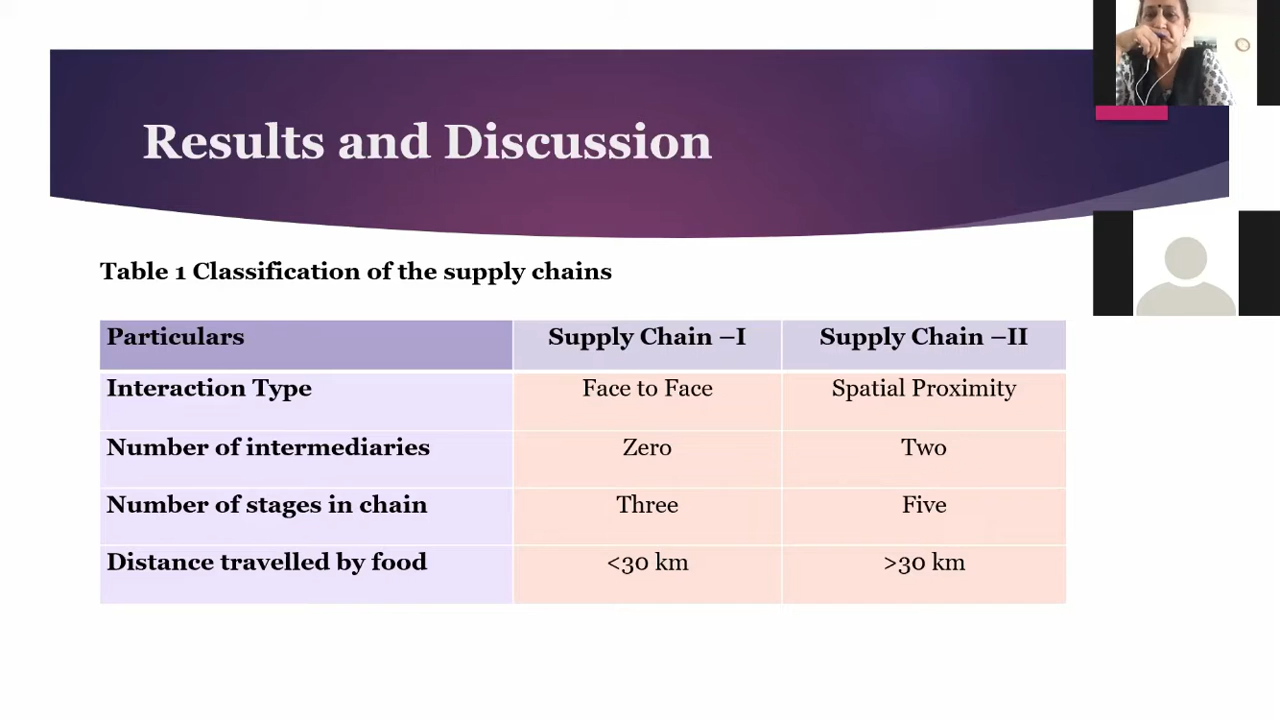 Results and Discussion
Table 1 Classification of the supply chains
Particulars Supply Chain –I Supply Chain –II
Interaction Type Face to Face Spatial Proximity
Number of intermediaries Zero Two
Number of stages in chain Three Five
Distance travelled by food <30 km >30 km